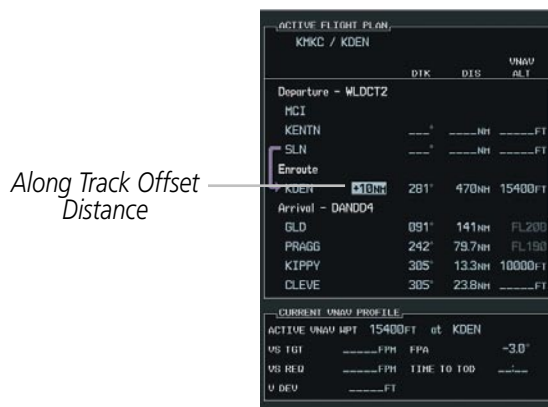 ACTIVE FLIGHT PLAN
KMKC / KDEN
DTK DIS VNAV ALT
Departure - WLDCT2
MCI
KENTN ___° ____NM _____FT
SLN ___° ____NM _____FT
Enroute
KDEN +10NM 281° 470NM 15400FT
Arrival - DANDD4
GLD 091° 141NM FL200
PRAGG 242° 79.7NM FL190
KIPPY 305° 13.3NM 10000FT
CLEVE 305° 23.8NM _____FT
CURRENT VNAV PROFILE
ACTIVE VNAV WPT 15400FT at KDEN
VS TGT _____FPM FPA -3.0°
VS REQ _____FPM TIME TO TOD __:__
V DEV _____FT
Along Track Offset
Distance